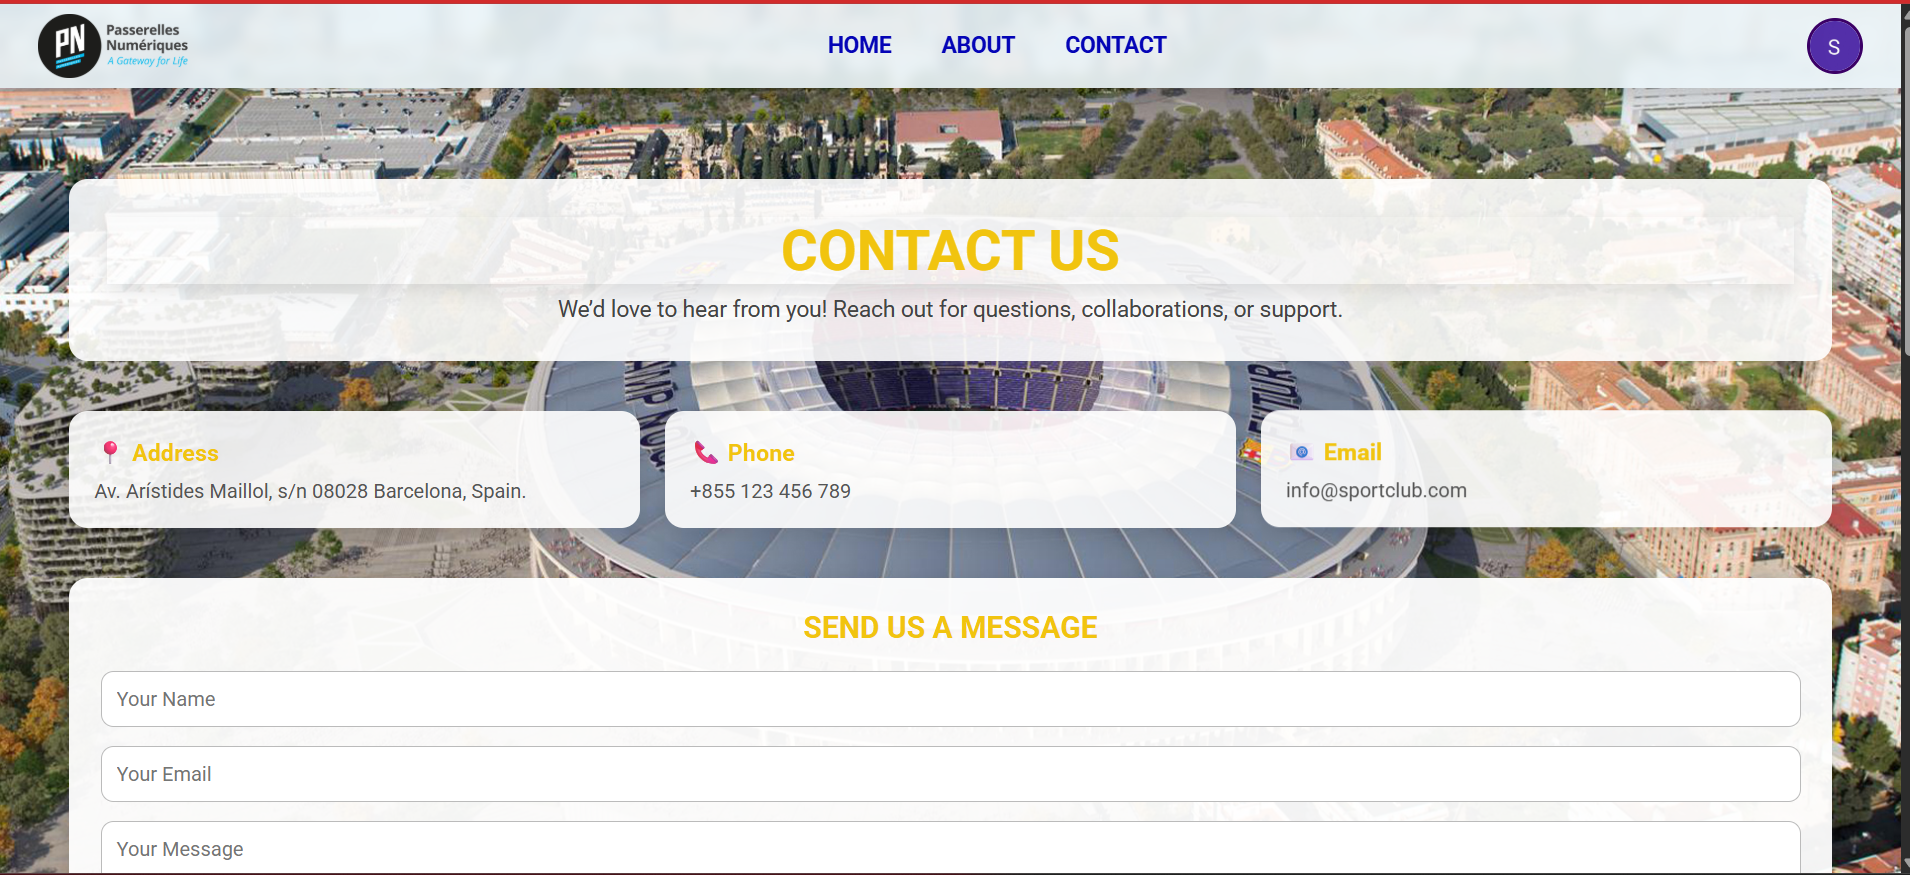 PN
Passerelles
Numériques
A Gateway for Life
HOME ABOUT CONTACT
S
CONTACT US
We’d love to hear from you! Reach out for questions, collaborations, or support.
Address
Av. Arístides Maillol, s/n 08028 Barcelona, Spain.
Phone
+855 123 456 789
Email
info@sportclub.com
SEND US A MESSAGE
Your Name
Your Email
Your Message